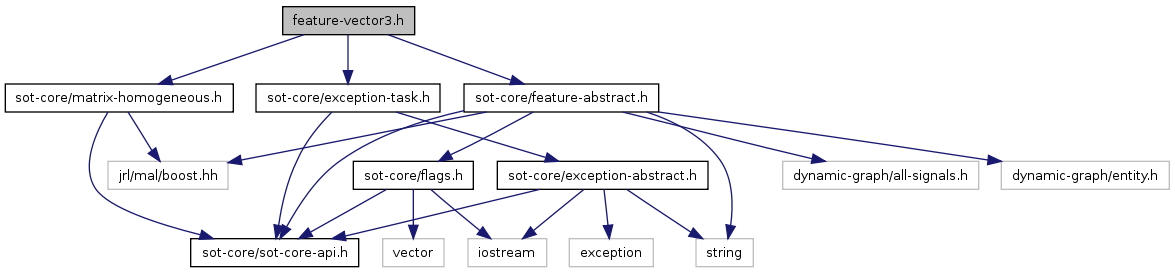 feature-vector3.h
sot-core/matrix-homogeneous.h
sot-core/exception-task.h
sot-core/feature-abstract.h
jrl/mal/boost.hh
sot-core/flags.h
sot-core/exception-abstract.h
dynamic-graph/all-signals.h
dynamic-graph/entity.h
sot-core/sot-core-api.h
vector
iostream
exception
string